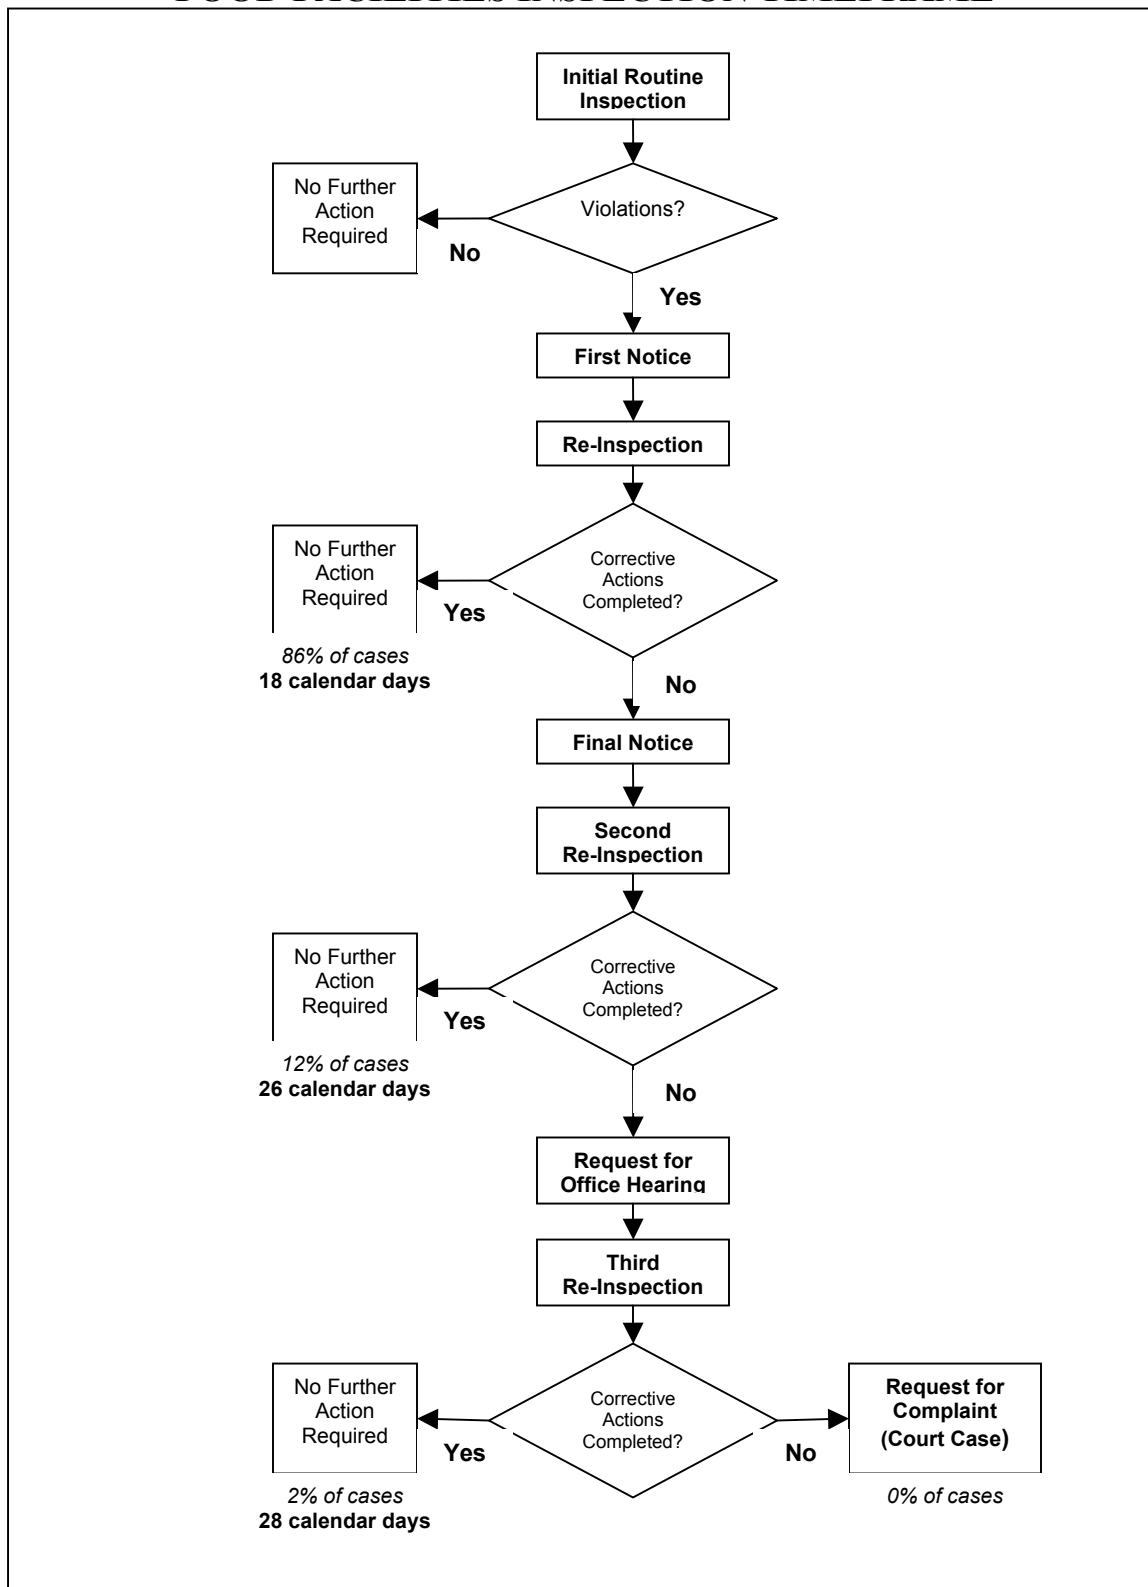 FOOD FACILITIES INSPECTION TIMEFRAME
Initial Routine
Inspection
No Further
Action
Required
Violations?
No
Yes
First Notice
Re-Inspection
No Further
Action
Required
Corrective
Actions
Completed?
Yes
86% of cases
18 calendar days
No
Final Notice
Second
Re-Inspection
No Further
Action
Required
Corrective
Actions
Completed?
Yes
12% of cases
26 calendar days
No
Request for
Office Hearing
Third
Re-Inspection
No Further
Action
Required
Corrective
Actions
Completed?
Request for
Complaint
(Court Case)
Yes
No
2% of cases
28 calendar days
0% of cases